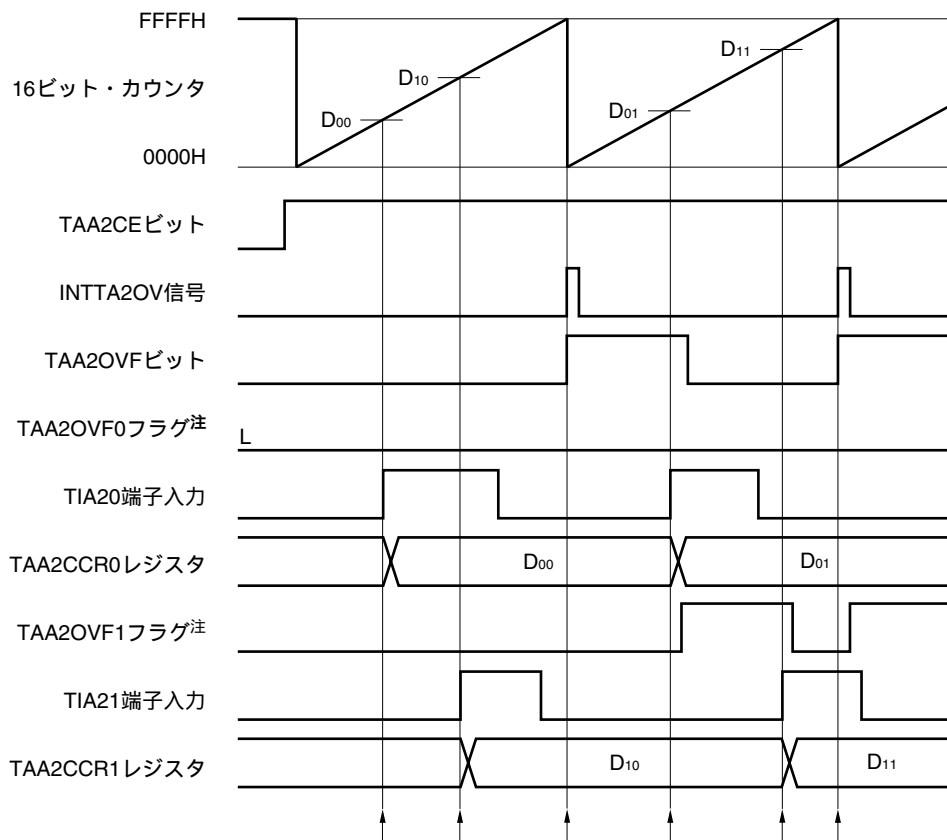 FFFFH
16ビット・カウンタ
0000H
D00
D10
D01
D11
TAA2CEビット
INTTA2OV信号
TAA2OVFビット
TAA2OVF0フラグ注
L
TIA20端子入力
TAA2CCR0レジスタ
D00
D01
TAA2OVF1フラグ注
TIA21端子入力
TAA2CCR1レジスタ
D10
D11